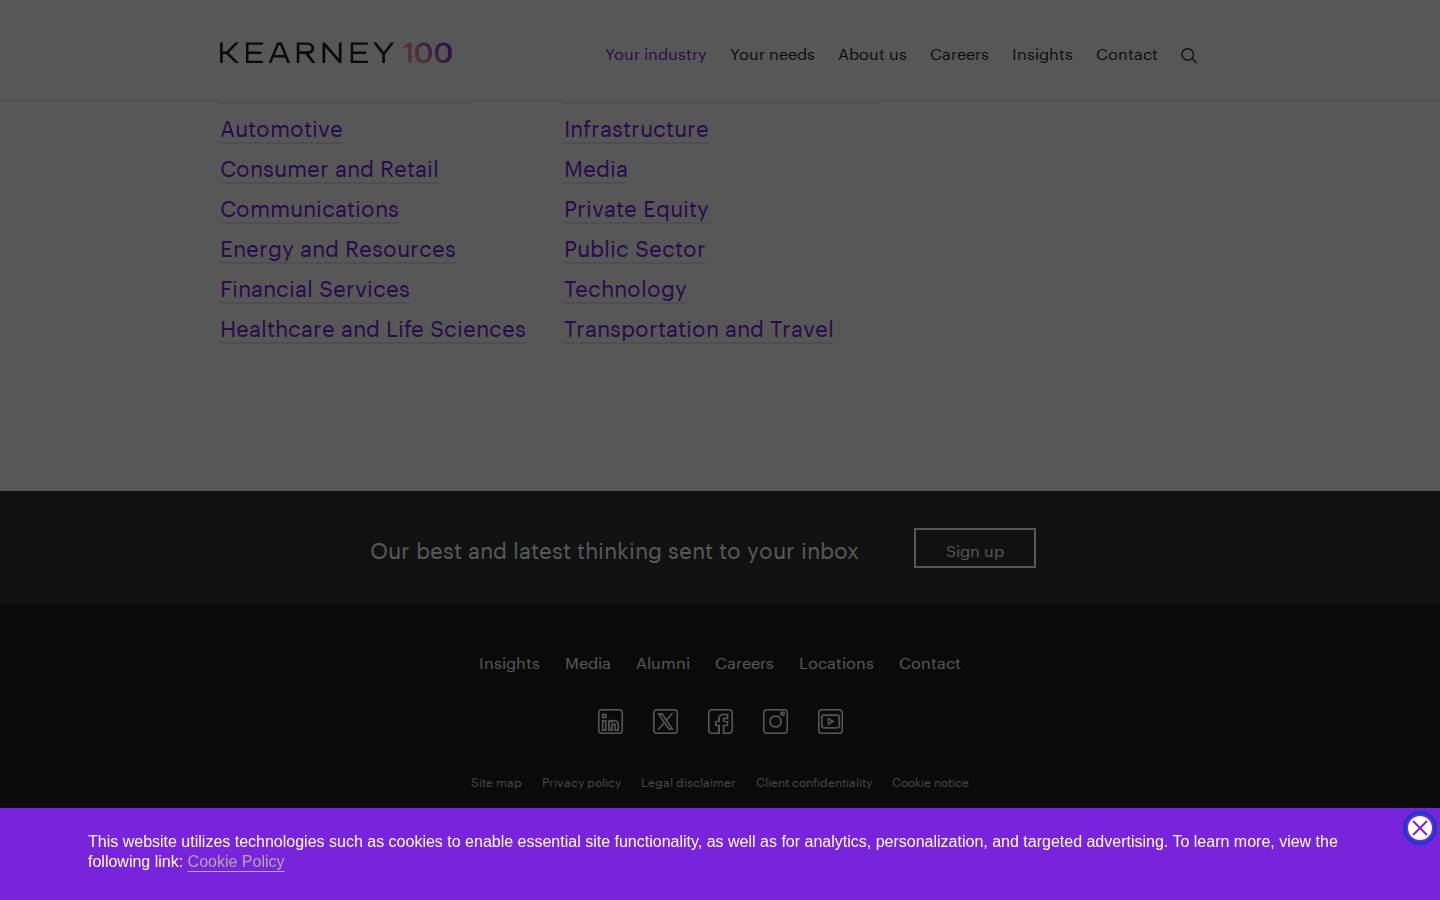 KEARNEY 100
Your industry Your needs About us Careers Insights Contact
Automotive
Consumer and Retail
Communications
Energy and Resources
Financial Services
Healthcare and Life Sciences
Infrastructure
Media
Private Equity
Public Sector
Technology
Transportation and Travel
Our best and latest thinking sent to your inbox
Sign up
Insights Media Alumni Careers Locations Contact
Site map Privacy policy Legal disclaimer Client confidentiality Cookie notice
This website utilizes technologies such as cookies to enable essential site functionality, as well as for analytics, personalization, and targeted advertising. To learn more, view the
following link: Cookie Policy